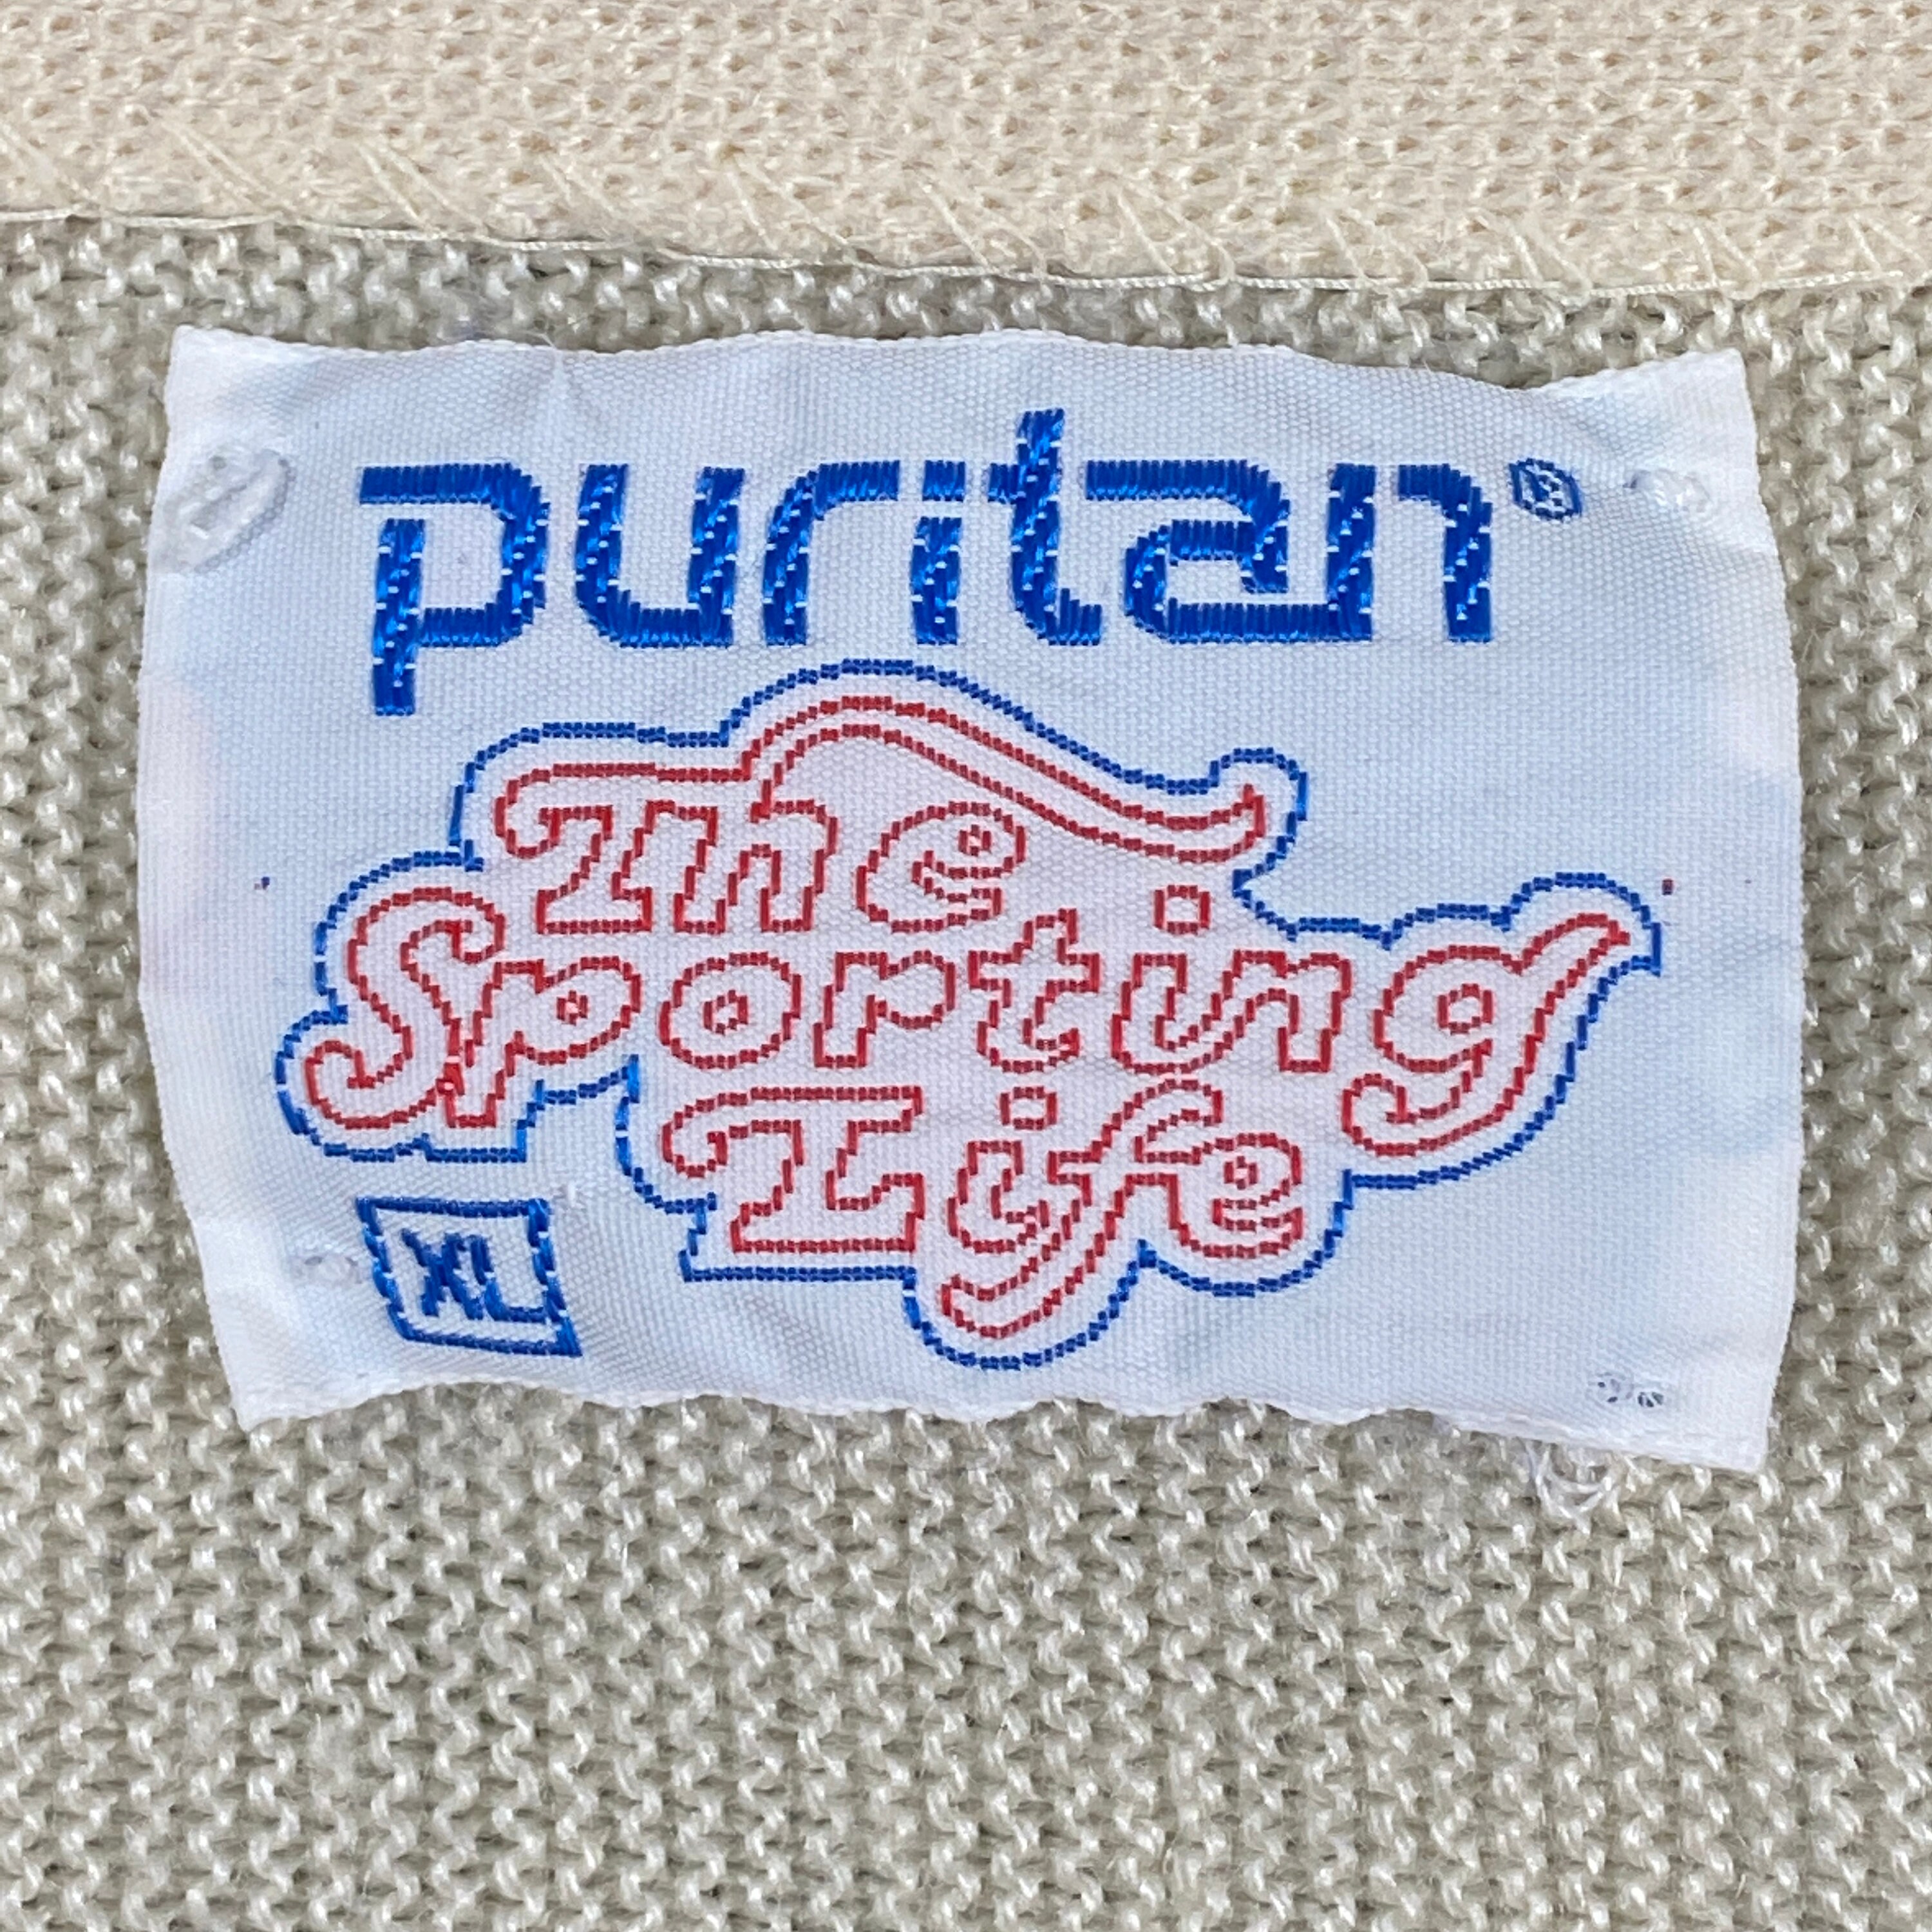 puritan®
The
Sporting
Life
XL